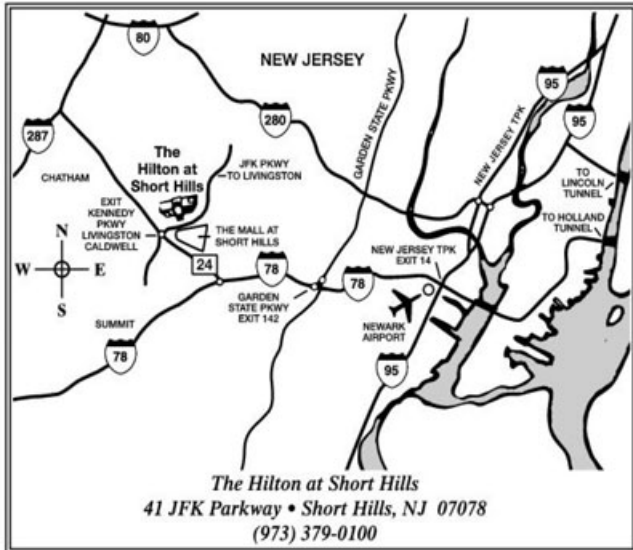 80
NEW JERSEY
95
95
GARDEN STATE PKWY
NEW JERSEY TPK
287
280
The
Hilton at
Short Hills
JFK PKWY
TO LIVINGSTON
CHATHAM
TO
LINCOLN
TUNNEL
EXIT
KENNEDY
PKWY
LIVINGSTON
CALDWELL
N
W
E
S
THE MALL AT
SHORT HILLS
TO HOLLAND
TUNNEL
24
78
78
NEW JERSEY TPK
EXIT 14
GARDEN
STATE PKWY
EXIT 142
SUMMIT
NEWARK
AIRPORT
78
95
The Hilton at Short Hills
41 JFK Parkway • Short Hills, NJ 07078
(973) 379-0100